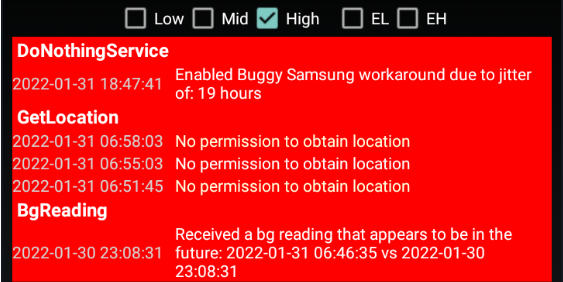 Low Mid High EL EH
DoNothingService
2022-01-31 18:47:41 Enabled Buggy Samsung workaround due to jitter
of: 19 hours
GetLocation
2022-01-31 06:58:03 No permission to obtain location
2022-01-31 06:55:03 No permission to obtain location
2022-01-31 06:51:45 No permission to obtain location
BgReading
Received a bg reading that appears to be in the
2022-01-30 23:08:31 future: 2022-01-31 06:46:35 vs 2022-01-30
23:08:31